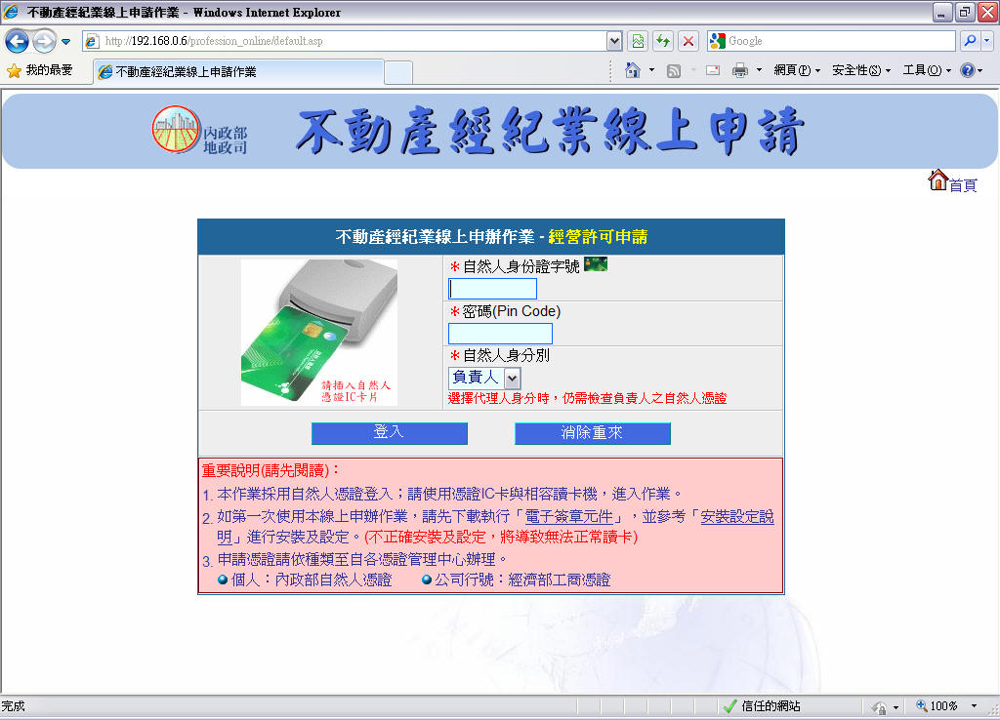 不動產經紀業線上申請作業 - Windows Internet Explorer
http://192.168.0.6/profession_online/default.asp
Google
我的最愛
不動產經紀業線上申請作業
網頁(P)
安全性(S)
工具(O)
內政部
地政司
不動產經紀業線上申請
首頁
不動產經紀業線上申辦作業 - 經營許可申請
請插入自然人
憑證IC卡片
*自然人身份證字號
*密碼(Pin Code)
*自然人身分別
負責人
選擇代理人身分時，仍需檢查負責人之自然人憑證
登入
消除重來
重要說明(請先閱讀)：
1. 本作業採用自然人憑證登入；請使用憑證IC卡與相容讀卡機，進入作業。
2. 如第一次使用本線上申辦作業，請先下載執行「電子簽章元件」，並參考「安裝設定說
明」進行安裝及設定。(不正確安裝及設定，將導致無法正常讀卡)
3. 申請憑證請依種類至自各憑證管理中心辦理。
個人：內政部自然人憑證
公司行號：經濟部工商憑證
完成
信任的網站
100%